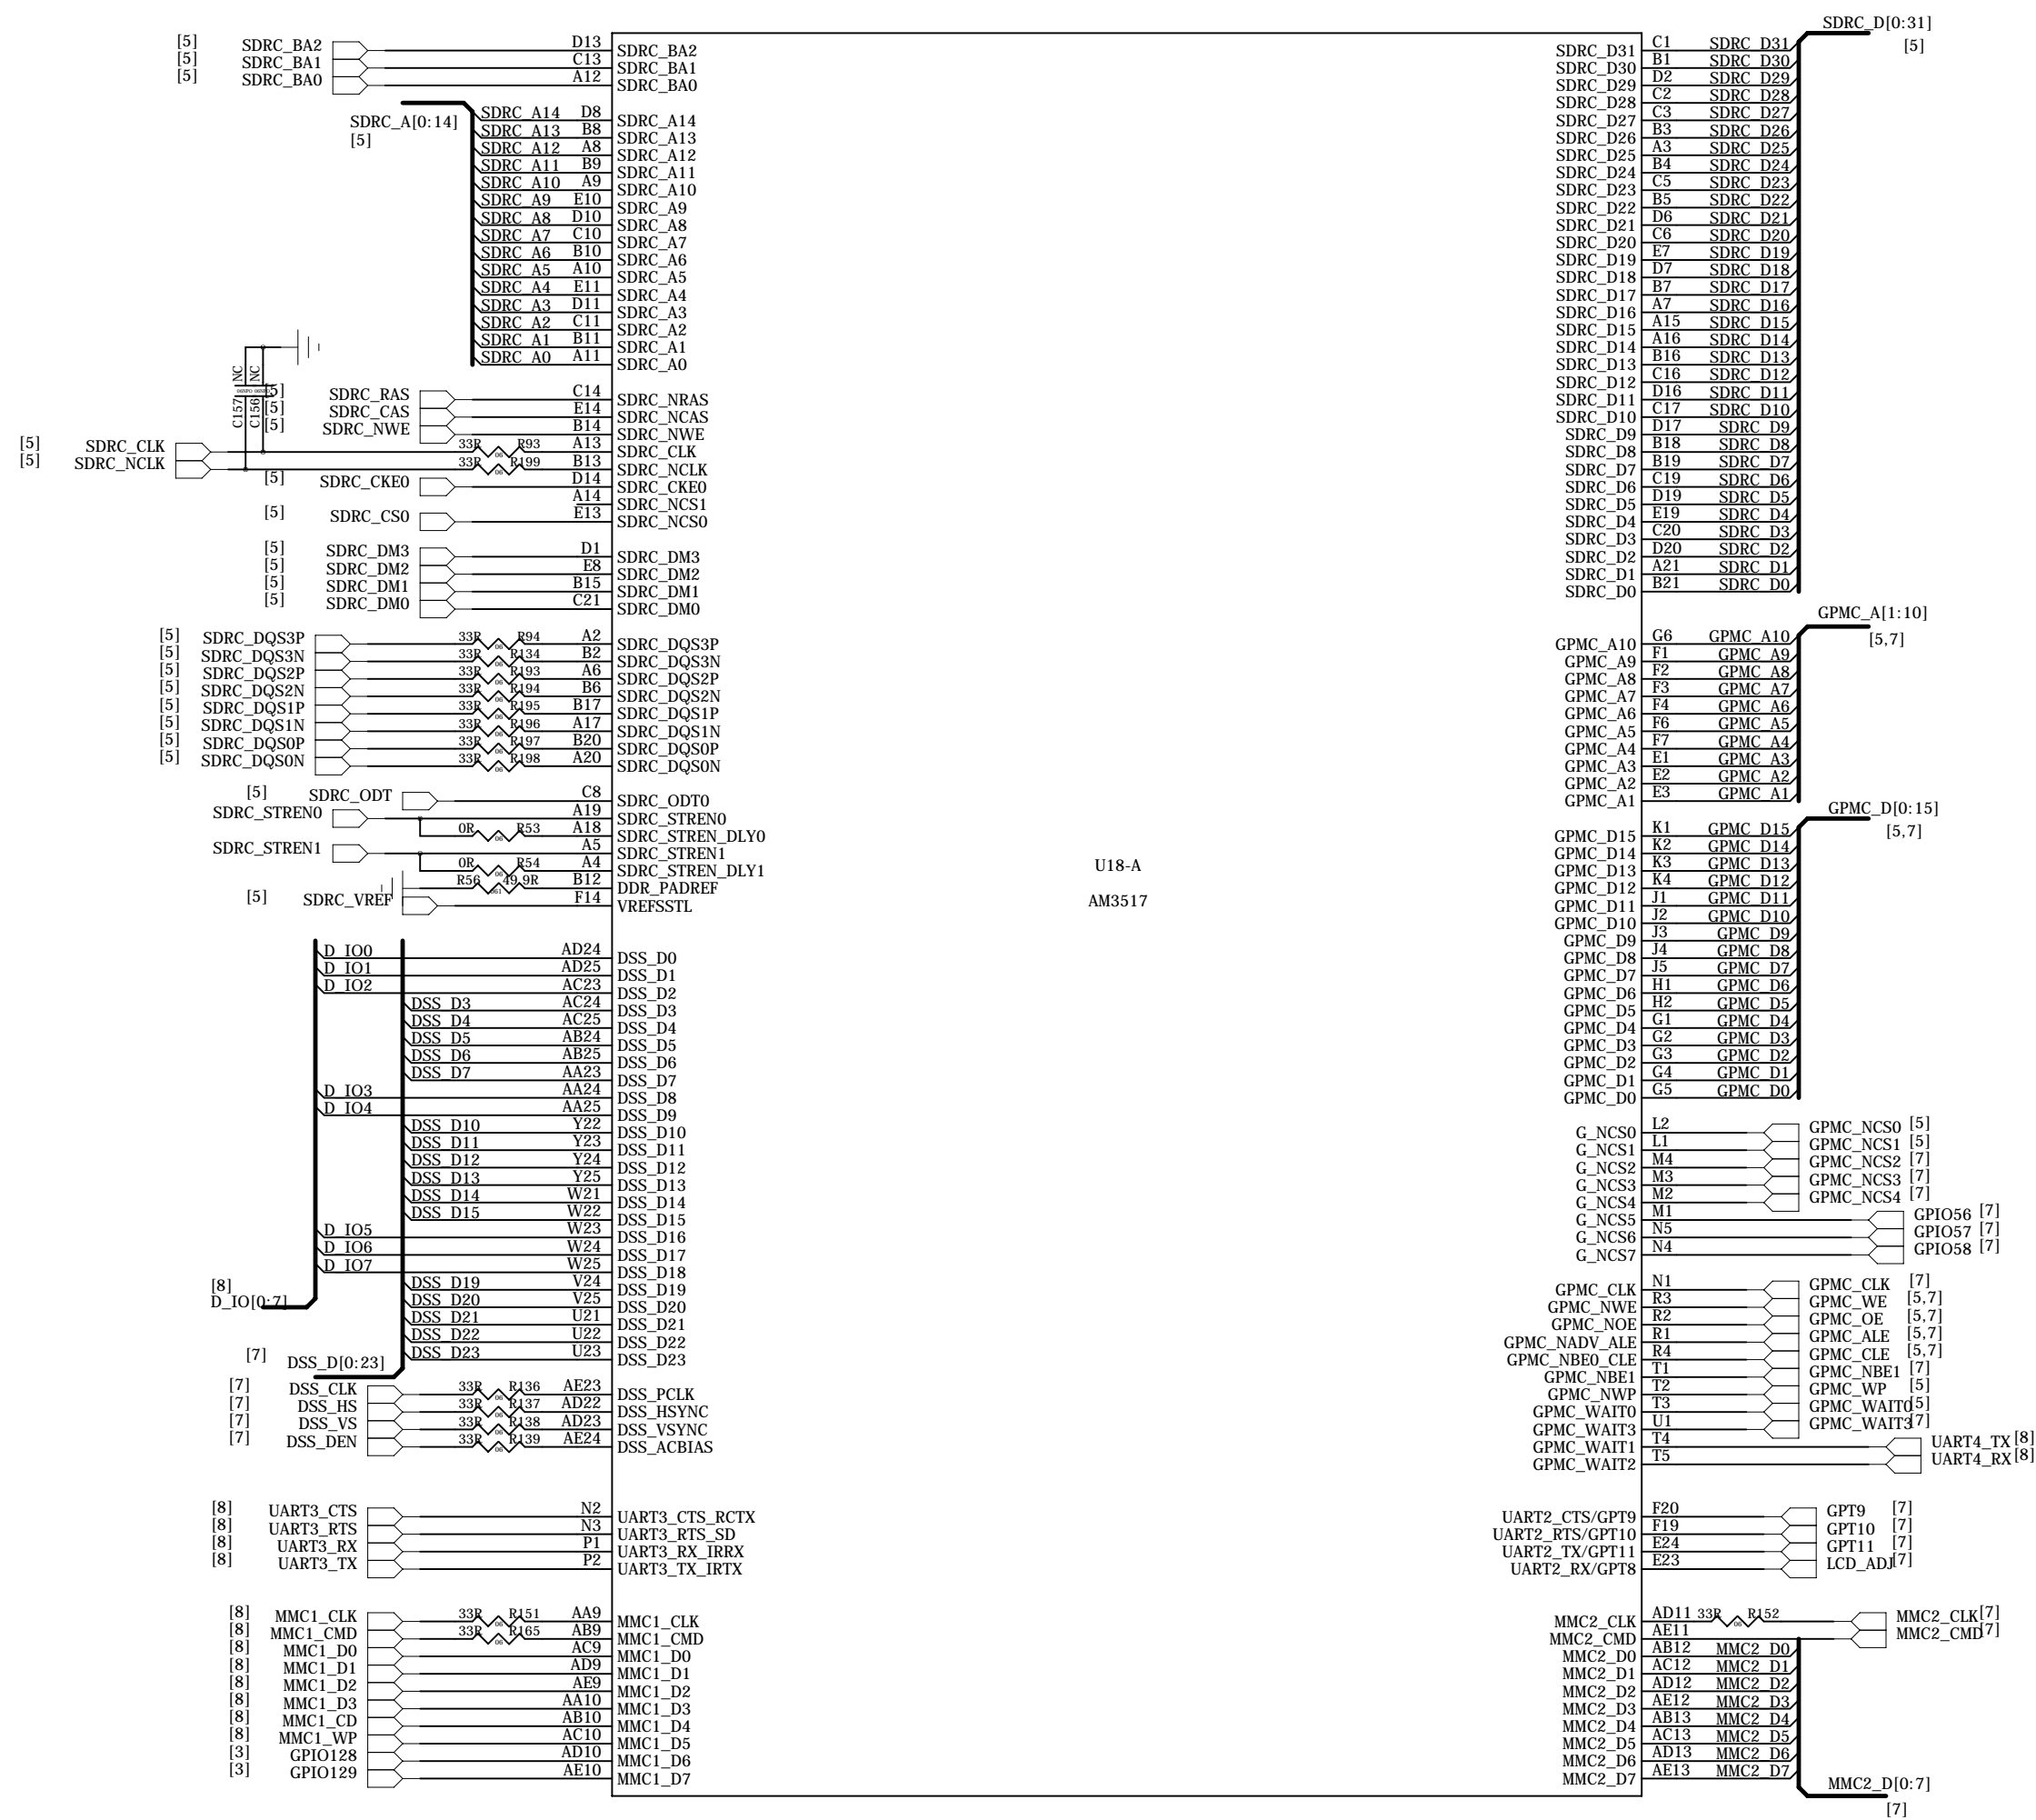 [5] SDRC_BA2 D13 SDRC_BA2
[5] SDRC_BA1 C13 SDRC_BA1
[5] SDRC_BA0 A12 SDRC_BA0
SDRC_A[0:14]
[5]
SDRC_A14 D8 SDRC_A14
SDRC_A13 B8 SDRC_A13
SDRC_A12 A8 SDRC_A12
SDRC_A11 B9 SDRC_A11
SDRC_A10 A9 SDRC_A10
SDRC_A9 E10 SDRC_A9
SDRC_A8 D10 SDRC_A8
SDRC_A7 C10 SDRC_A7
SDRC_A6 B10 SDRC_A6
SDRC_A5 A10 SDRC_A5
SDRC_A4 E11 SDRC_A4
SDRC_A3 D11 SDRC_A3
SDRC_A2 C11 SDRC_A2
SDRC_A1 B11 SDRC_A1
SDRC_A0 A11 SDRC_A0
C157 NC
C156 NC
[5] SDRC_RAS C14 SDRC_NRAS
[5] SDRC_CAS E14 SDRC_NCAS
[5] SDRC_NWE B14 SDRC_NWE
[5] SDRC_CLK 33R 06 R93 A13 SDRC_CLK
[5] SDRC_NCLK 33R 06 R199 B13 SDRC_NCLK
[5] SDRC_CKE0 D14 SDRC_CKE0
A14 SDRC_NCS1
[5] SDRC_CS0 E13 SDRC_NCS0
[5] SDRC_DM3 D1 SDRC_DM3
[5] SDRC_DM2 E8 SDRC_DM2
[5] SDRC_DM1 B15 SDRC_DM1
[5] SDRC_DM0 C21 SDRC_DM0
[5] SDRC_DQS3P 33R 06 R94 A2 SDRC_DQS3P
[5] SDRC_DQS3N 33R 06 R134 B2 SDRC_DQS3N
[5] SDRC_DQS2P 33R 06 R193 A6 SDRC_DQS2P
[5] SDRC_DQS2N 33R 06 R194 B6 SDRC_DQS2N
[5] SDRC_DQS1P 33R 06 R195 B17 SDRC_DQS1P
[5] SDRC_DQS1N 33R 06 R196 A17 SDRC_DQS1N
[5] SDRC_DQS0P 33R 06 R197 B20 SDRC_DQS0P
[5] SDRC_DQS0N 33R 06 R198 A20 SDRC_DQS0N
[5] SDRC_ODT C8 SDRC_ODT0
SDRC_STREN0 A19 SDRC_STREN0
0R 06 R53 A18 SDRC_STREN_DLY0
SDRC_STREN1 A5 SDRC_STREN1
0R 06 R54 A4 SDRC_STREN_DLY1
R56 49.9R B12 DDR_PADREF
[5] SDRC_VREF F14 VREFSSTL
D_IO0 AD24 DSS_D0
D_IO1 AD25 DSS_D1
D_IO2 AC23 DSS_D2
DSS_D3 AC24 DSS_D3
DSS_D4 AC25 DSS_D4
DSS_D5 AB24 DSS_D5
DSS_D6 AB25 DSS_D6
DSS_D7 AA23 DSS_D7
D_IO3 AA24 DSS_D8
D_IO4 AA25 DSS_D9
DSS_D10 Y22 DSS_D10
DSS_D11 Y23 DSS_D11
DSS_D12 Y24 DSS_D12
DSS_D13 Y25 DSS_D13
DSS_D14 W21 DSS_D14
DSS_D15 W22 DSS_D15
D_IO5 W23 DSS_D16
D_IO6 W24 DSS_D17
D_IO7 W25 DSS_D18
DSS_D19 V24 DSS_D19
DSS_D20 V25 DSS_D20
DSS_D21 U21 DSS_D21
DSS_D22 U22 DSS_D22
DSS_D23 U23 DSS_D23
[8]
D_IO[0:7]
[7] DSS_D[0:23]
[7] DSS_CLK 33R 06 R136 AE23 DSS_PCLK
[7] DSS_HS 33R 06 R137 AD22 DSS_HSYNC
[7] DSS_VS 33R 06 R138 AD23 DSS_VSYNC
[7] DSS_DEN 33R 06 R139 AE24 DSS_ACBIAS
[8] UART3_CTS N2 UART3_CTS_RCTX
[8] UART3_RTS N3 UART3_RTS_SD
[8] UART3_RX P1 UART3_RX_IRRX
[8] UART3_TX P2 UART3_TX_IRTX
[8] MMC1_CLK 33R 06 R151 AA9 MMC1_CLK
[8] MMC1_CMD 33R 06 R165 AB9 MMC1_CMD
[8] MMC1_D0 AC9 MMC1_D0
[8] MMC1_D1 AD9 MMC1_D1
[8] MMC1_D2 AE9 MMC1_D2
[8] MMC1_D3 AA10 MMC1_D3
[8] MMC1_CD AB10 MMC1_D4
[8] MMC1_WP AC10 MMC1_D5
[3] GPIO128 AD10 MMC1_D6
[3] GPIO129 AE10 MMC1_D7
U18-A
AM3517
SDRC_D[0:31]
[5]
SDRC_D31 C1 SDRC_D31
SDRC_D30 B1 SDRC_D30
SDRC_D29 D2 SDRC_D29
SDRC_D28 C2 SDRC_D28
SDRC_D27 C3 SDRC_D27
SDRC_D26 B3 SDRC_D26
SDRC_D25 A3 SDRC_D25
SDRC_D24 B4 SDRC_D24
SDRC_D23 C5 SDRC_D23
SDRC_D22 B5 SDRC_D22
SDRC_D21 D6 SDRC_D21
SDRC_D20 C6 SDRC_D20
SDRC_D19 E7 SDRC_D19
SDRC_D18 D7 SDRC_D18
SDRC_D17 B7 SDRC_D17
SDRC_D16 A7 SDRC_D16
SDRC_D15 A15 SDRC_D15
SDRC_D14 A16 SDRC_D14
SDRC_D13 B16 SDRC_D13
SDRC_D12 C16 SDRC_D12
SDRC_D11 D16 SDRC_D11
SDRC_D10 C17 SDRC_D10
SDRC_D9 D17 SDRC_D9
SDRC_D8 B18 SDRC_D8
SDRC_D7 B19 SDRC_D7
SDRC_D6 C19 SDRC_D6
SDRC_D5 D19 SDRC_D5
SDRC_D4 E19 SDRC_D4
SDRC_D3 C20 SDRC_D3
SDRC_D2 D20 SDRC_D2
SDRC_D1 A21 SDRC_D1
SDRC_D0 B21 SDRC_D0
GPMC_A[1:10]
[5,7]
GPMC_A10 G6 GPMC_A10
GPMC_A9 F1 GPMC_A9
GPMC_A8 F2 GPMC_A8
GPMC_A7 F3 GPMC_A7
GPMC_A6 F4 GPMC_A6
GPMC_A5 F6 GPMC_A5
GPMC_A4 F7 GPMC_A4
GPMC_A3 E1 GPMC_A3
GPMC_A2 E2 GPMC_A2
GPMC_A1 E3 GPMC_A1
GPMC_D[0:15]
[5,7]
GPMC_D15 K1 GPMC_D15
GPMC_D14 K2 GPMC_D14
GPMC_D13 K3 GPMC_D13
GPMC_D12 K4 GPMC_D12
GPMC_D11 J1 GPMC_D11
GPMC_D10 J2 GPMC_D10
GPMC_D9 J3 GPMC_D9
GPMC_D8 J4 GPMC_D8
GPMC_D7 J5 GPMC_D7
GPMC_D6 H1 GPMC_D6
GPMC_D5 H2 GPMC_D5
GPMC_D4 G1 GPMC_D4
GPMC_D3 G2 GPMC_D3
GPMC_D2 G3 GPMC_D2
GPMC_D1 G4 GPMC_D1
GPMC_D0 G5 GPMC_D0
G_NCS0 L2 GPMC_NCS0 [5]
G_NCS1 L1 GPMC_NCS1 [5]
G_NCS2 M4 GPMC_NCS2 [7]
G_NCS3 M3 GPMC_NCS3 [7]
G_NCS4 M2 GPMC_NCS4 [7]
G_NCS5 M1 GPIO56 [7]
G_NCS6 N5 GPIO57 [7]
G_NCS7 N4 GPIO58 [7]
GPMC_CLK N1 GPMC_CLK [7]
GPMC_NWE R3 GPMC_WE [5,7]
GPMC_NOE R2 GPMC_OE [5,7]
GPMC_NADV_ALE R1 GPMC_ALE [5,7]
GPMC_NBE0_CLE R4 GPMC_CLE [5,7]
GPMC_NBE1 T1 GPMC_NBE1 [7]
GPMC_NWP T2 GPMC_WP [5]
GPMC_WAIT0 T3 GPMC_WAIT0 [5]
GPMC_WAIT3 U1 GPMC_WAIT3 [7]
GPMC_WAIT1 T4 UART4_TX [8]
GPMC_WAIT2 T5 UART4_RX [8]
UART2_CTS/GPT9 F20 GPT9 [7]
UART2_RTS/GPT10 F19 GPT10 [7]
UART2_TX/GPT11 E24 GPT11 [7]
UART2_RX/GPT8 E23 LCD_ADJ [7]
MMC2_CLK AD11 33R 06 R152 MMC2_CLK [7]
MMC2_CMD AE11 MMC2_CMD [7]
MMC2_D0 AB12 MMC2_D0
MMC2_D1 AC12 MMC2_D1
MMC2_D2 AD12 MMC2_D2
MMC2_D3 AE12 MMC2_D3
MMC2_D4 AB13 MMC2_D4
MMC2_D5 AC13 MMC2_D5
MMC2_D6 AD13 MMC2_D6
MMC2_D7 AE13 MMC2_D7
MMC2_D[0:7]
[7]